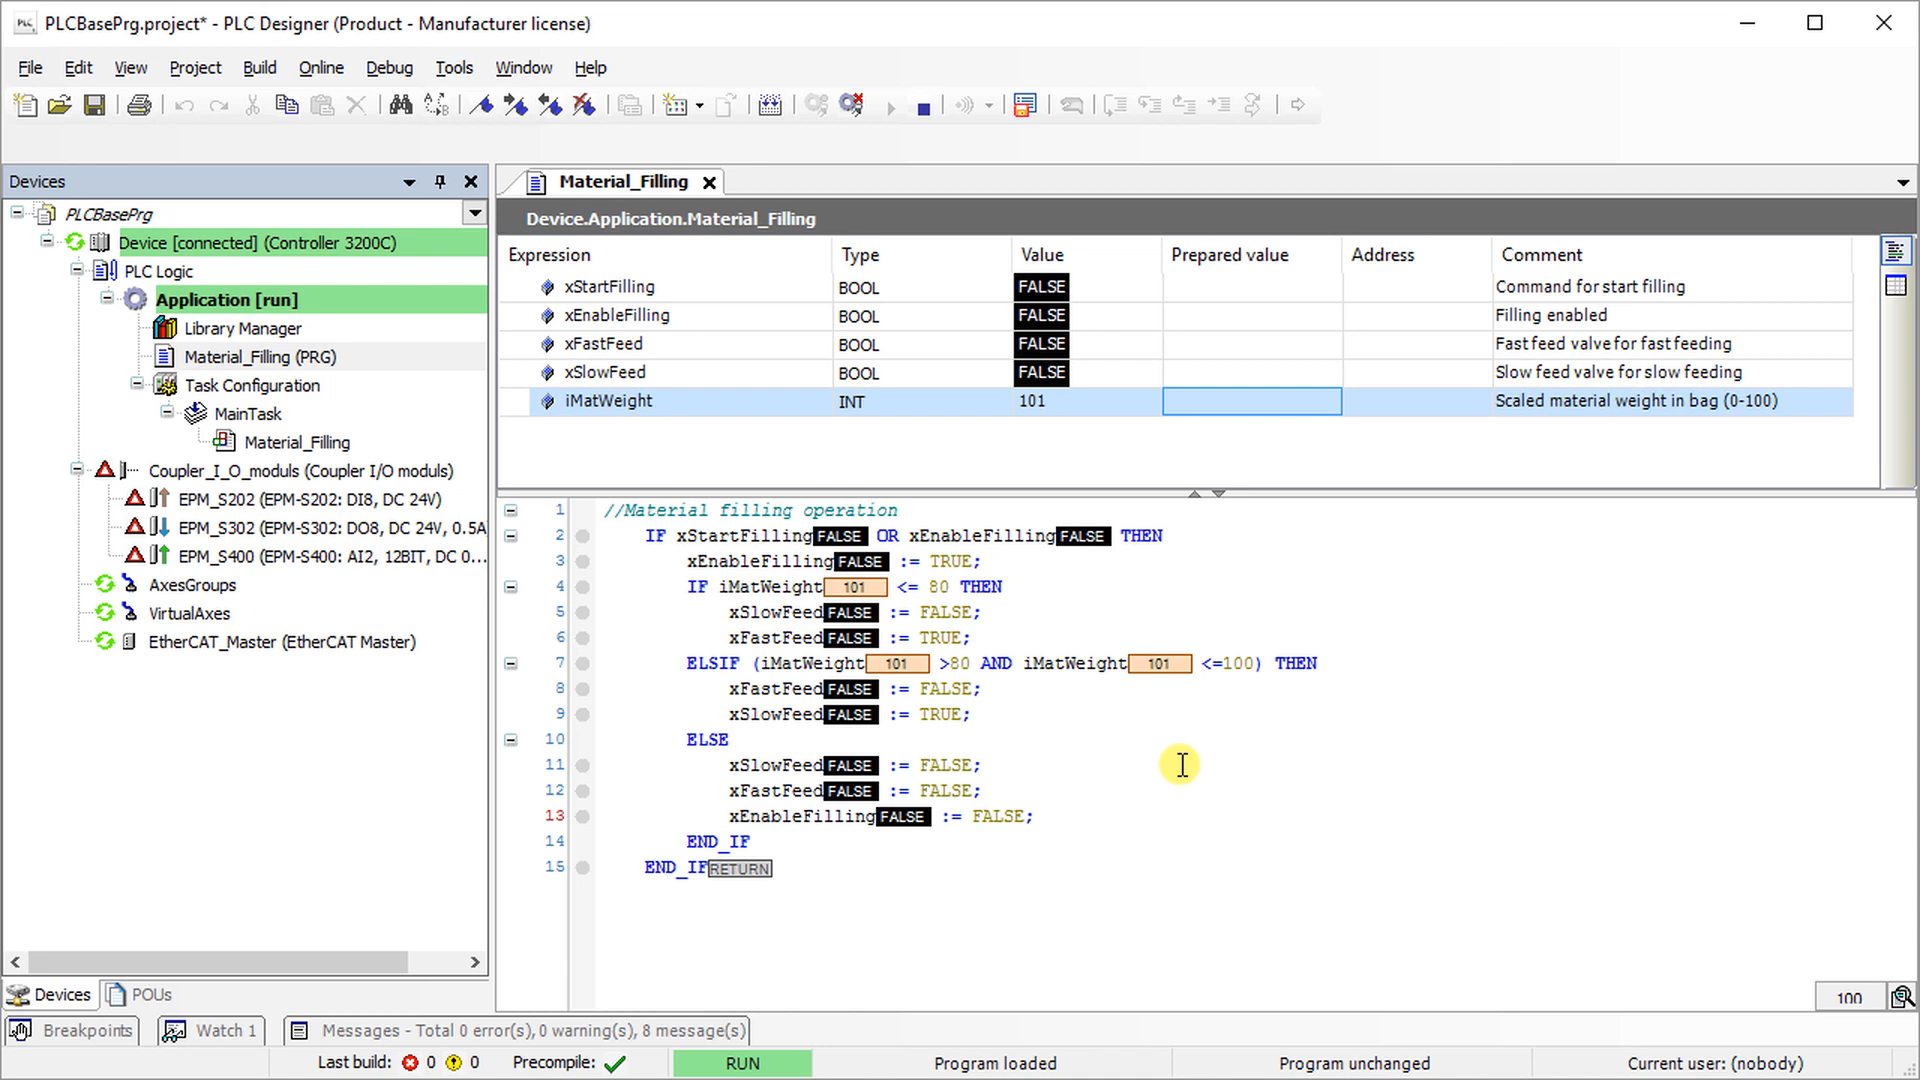 PLC PLCBasePrg.project* - PLC Designer (Product - Manufacturer license)
File Edit View Project Build Online Debug Tools Window Help
Devices
PLCBasePrg
Device [connected] (Controller 3200C)
PLC Logic
Application [run]
Library Manager
Material_Filling (PRG)
Task Configuration
MainTask
Material_Filling
Coupler_I_O_moduls (Coupler I/O moduls)
EPM_S202 (EPM-S202: DI8, DC 24V)
EPM_S302 (EPM-S302: DO8, DC 24V, 0.5A
EPM_S400 (EPM-S400: AI2, 12BIT, DC 0...
AxesGroups
VirtualAxes
EtherCAT_Master (EtherCAT Master)
Devices POUs
Material_Filling
Device.Application.Material_Filling
Expression Type Value Prepared value Address Comment
xStartFilling BOOL FALSE Command for start filling
xEnableFilling BOOL FALSE Filling enabled
xFastFeed BOOL FALSE Fast feed valve for fast feeding
xSlowFeed BOOL FALSE Slow feed valve for slow feeding
iMatWeight INT 101 Scaled material weight in bag (0-100)
1 //Material filling operation
2 IF xStartFilling FALSE OR xEnableFilling FALSE THEN
3 xEnableFilling FALSE := TRUE;
4 IF iMatWeight 101 <= 80 THEN
5 xSlowFeed FALSE := FALSE;
6 xFastFeed FALSE := TRUE;
7 ELSIF (iMatWeight 101 >80 AND iMatWeight 101 <=100) THEN
8 xFastFeed FALSE := FALSE;
9 xSlowFeed FALSE := TRUE;
10 ELSE
11 xSlowFeed FALSE := FALSE;
12 xFastFeed FALSE := FALSE;
13 xEnableFilling FALSE := FALSE;
14 END_IF
15 END_IF RETURN
100
Breakpoints Watch 1 Messages - Total 0 error(s), 0 warning(s), 8 message(s)
Last build: 0 0 Precompile: RUN Program loaded Program unchanged Current user: (nobody)